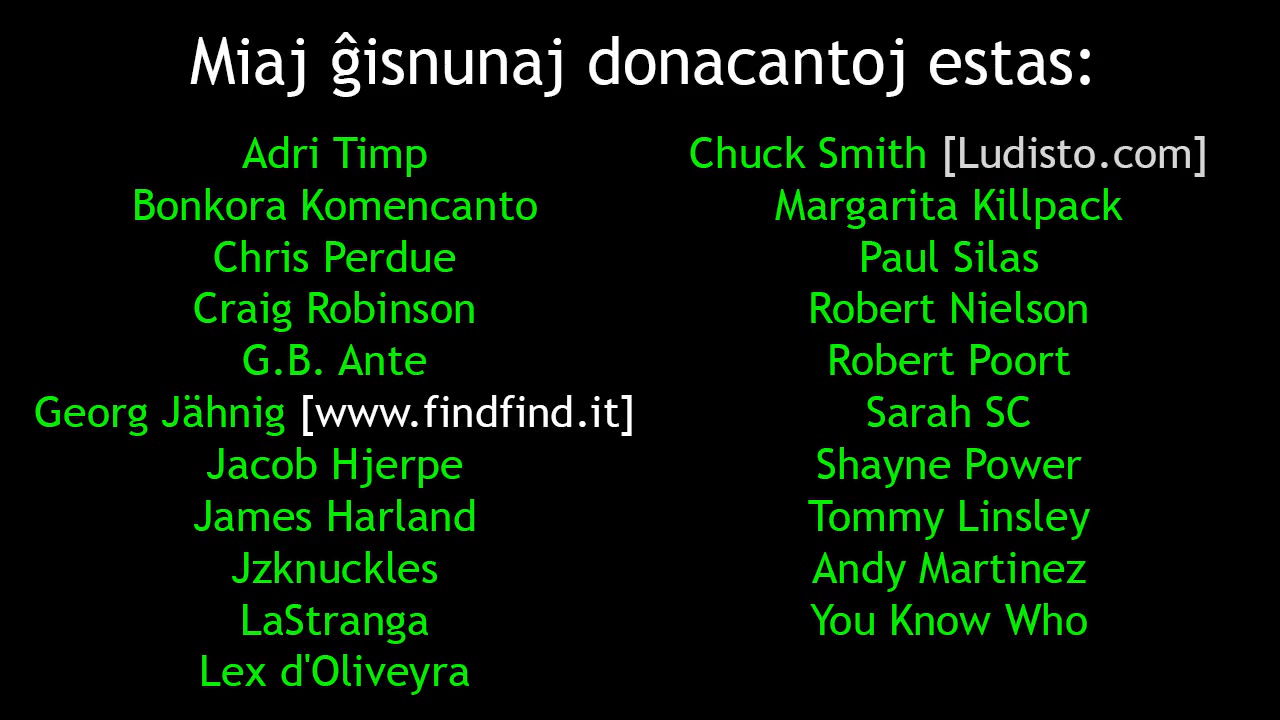 Miaj ĝisnunaj donacantoj estas:
Adri Timp
Bonkora Komencanto
Chris Perdue
Craig Robinson
G.B. Ante
Georg Jähnig [www.findfind.it]
Jacob Hjerpe
James Harland
Jzknuckles
LaStranga
Lex d'Oliveyra
Chuck Smith [Ludisto.com]
Margarita Killpack
Paul Silas
Robert Nielson
Robert Poort
Sarah SC
Shayne Power
Tommy Linsley
Andy Martinez
You Know Who